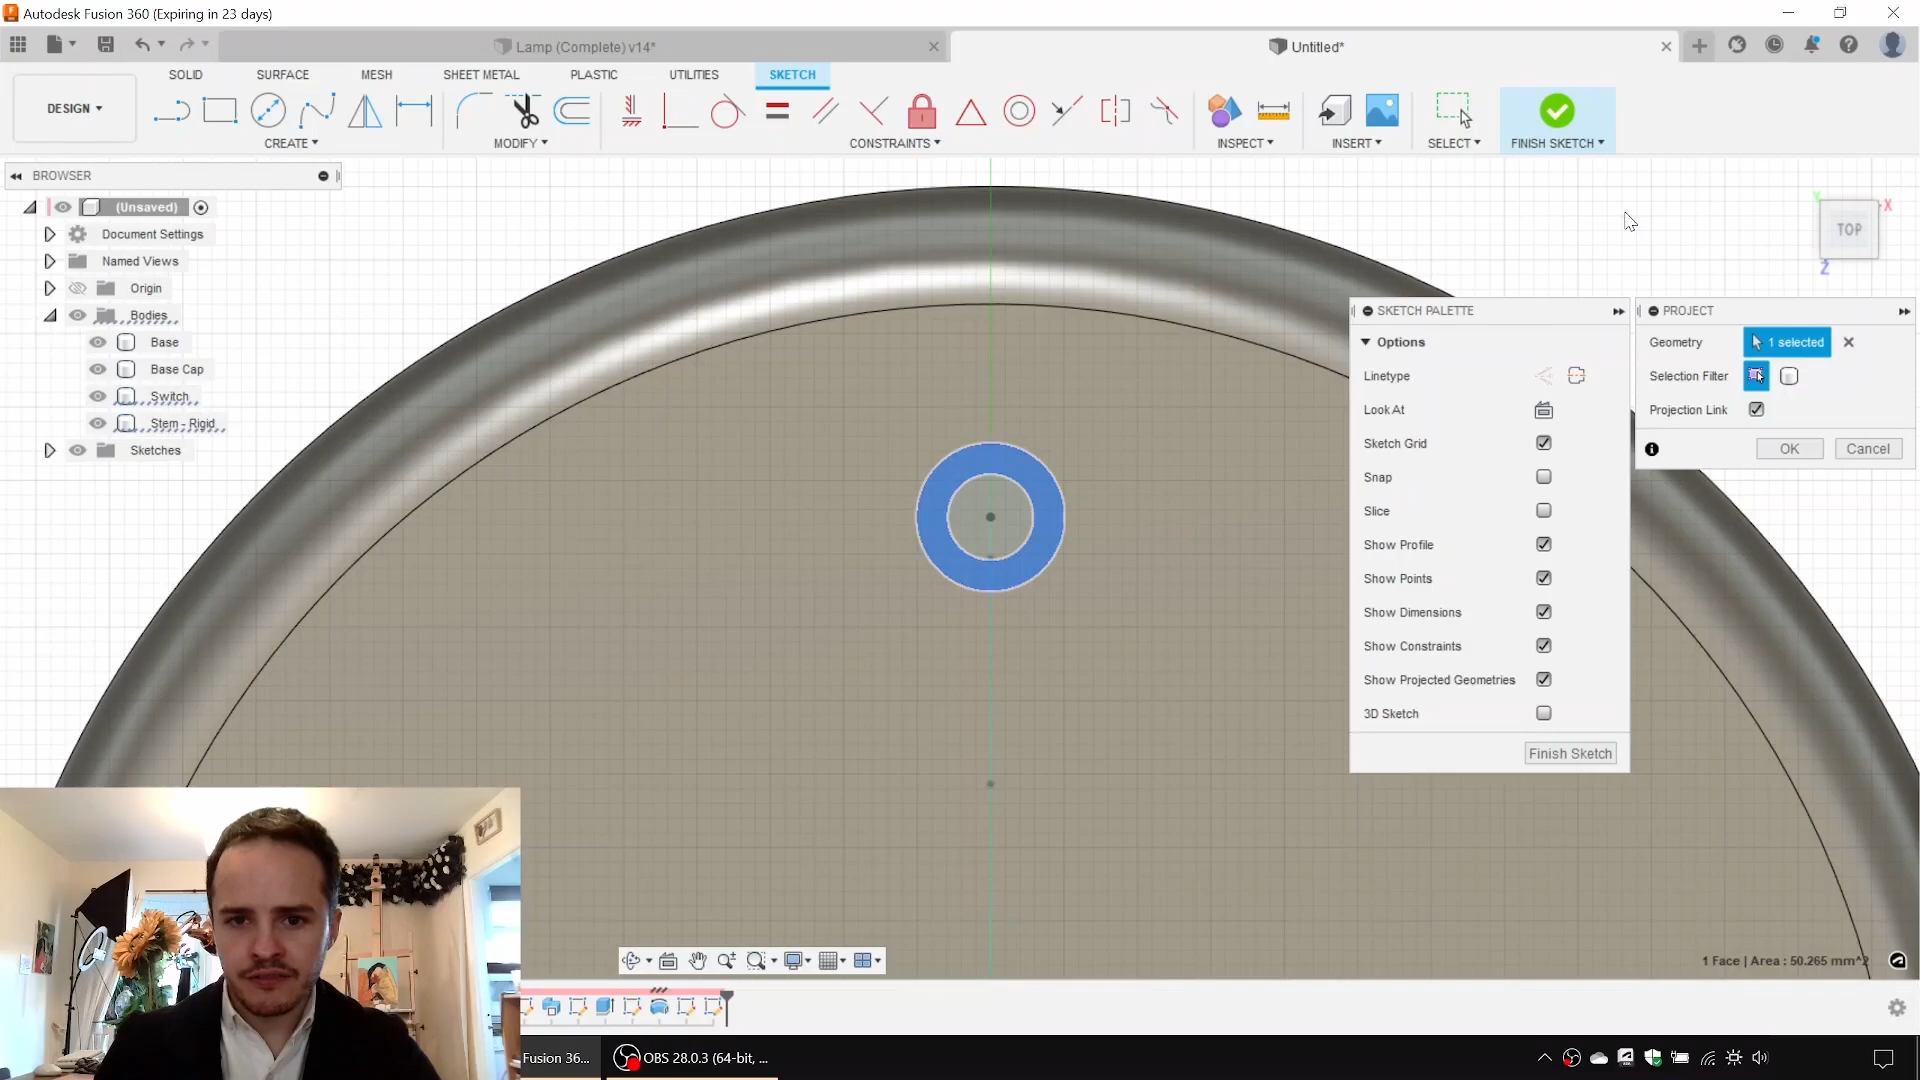 Autodesk Fusion 360 (Expiring in 23 days)
Lamp (Complete) v14*
Untitled*
SOLID SURFACE MESH SHEET METAL PLASTIC UTILITIES SKETCH
DESIGN
CREATE MODIFY CONSTRAINTS INSPECT INSERT SELECT FINISH SKETCH
BROWSER
(Unsaved)
Document Settings
Named Views
Origin
Bodies
Base
Base Cap
Switch
Stem - Rigid
Sketches
Y
X
TOP
Z
SKETCH PALETTE
Options
Linetype
Look At
Sketch Grid
Snap
Slice
Show Profile
Show Points
Show Dimensions
Show Constraints
Show Projected Geometries
3D Sketch
Finish Sketch
PROJECT
Geometry 1 selected
Selection Filter
Projection Link
OK Cancel
1 Face | Area : 50.265 mm^2
Fusion 36...
OBS 28.0.3 (64-bit, ...